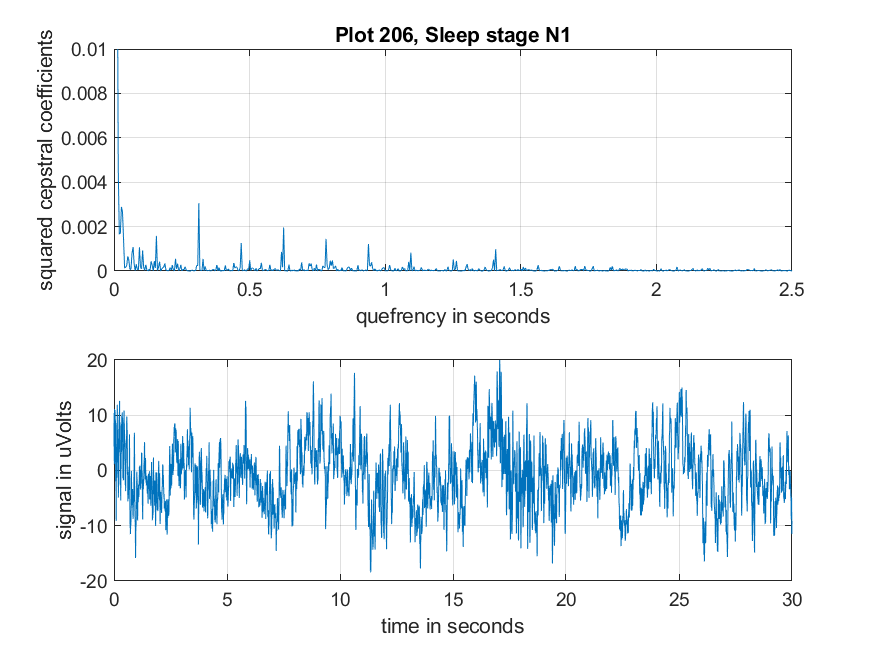 Plot 206, Sleep stage N1
squared cepstral coefficients
0.01
0.008
0.006
0.004
0.002
0
0 0.5 1 1.5 2 2.5
quefrency in seconds
signal in uVolts
20
10
0
-10
-20
0 5 10 15 20 25 30
time in seconds